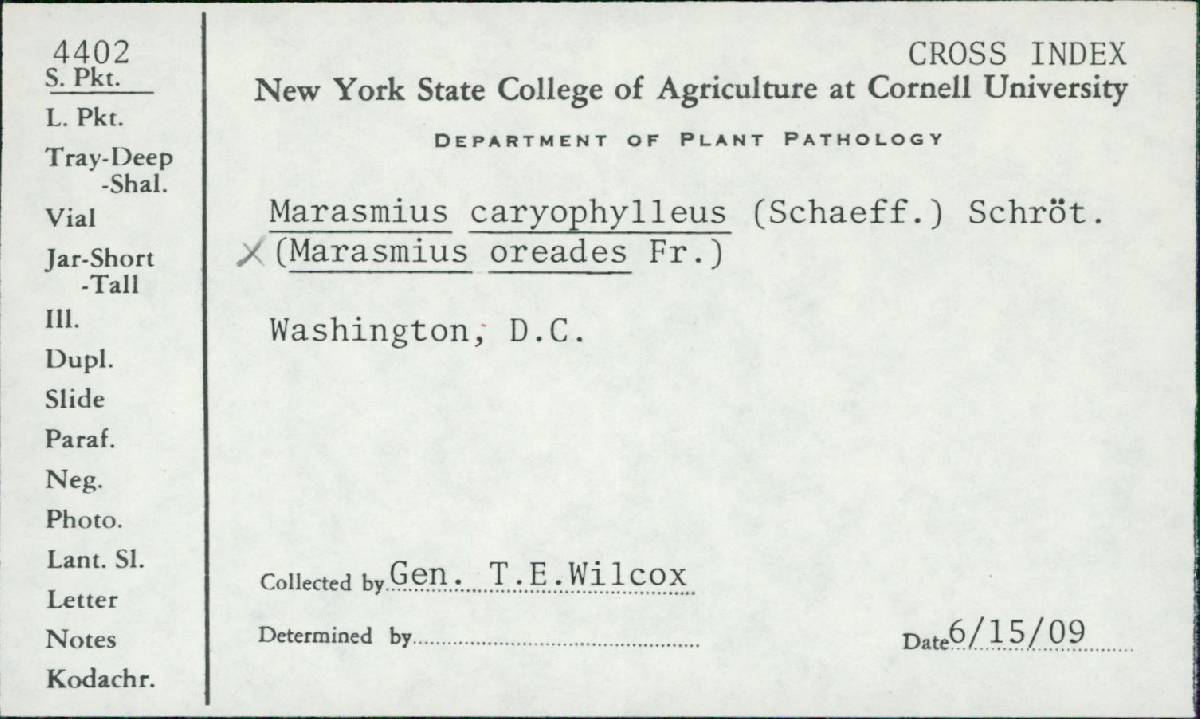 4402
S. Pkt.
L. Pkt.
Tray-Deep
-Shal.
Vial
Jar-Short
-Tall
Ill.
Dupl.
Slide
Paraf.
Neg.
Photo.
Lant. Sl.
Letter
Notes
Kodachr.
CROSS INDEX
New York State College of Agriculture at Cornell University
DEPARTMENT OF PLANT PATHOLOGY
Marasmius caryophylleus (Schaeff.) Schröt.
X (Marasmius oreades Fr.)
Washington, D.C.
Collected by Gen. T.E.Wilcox
Determined by
Date 6/15/09